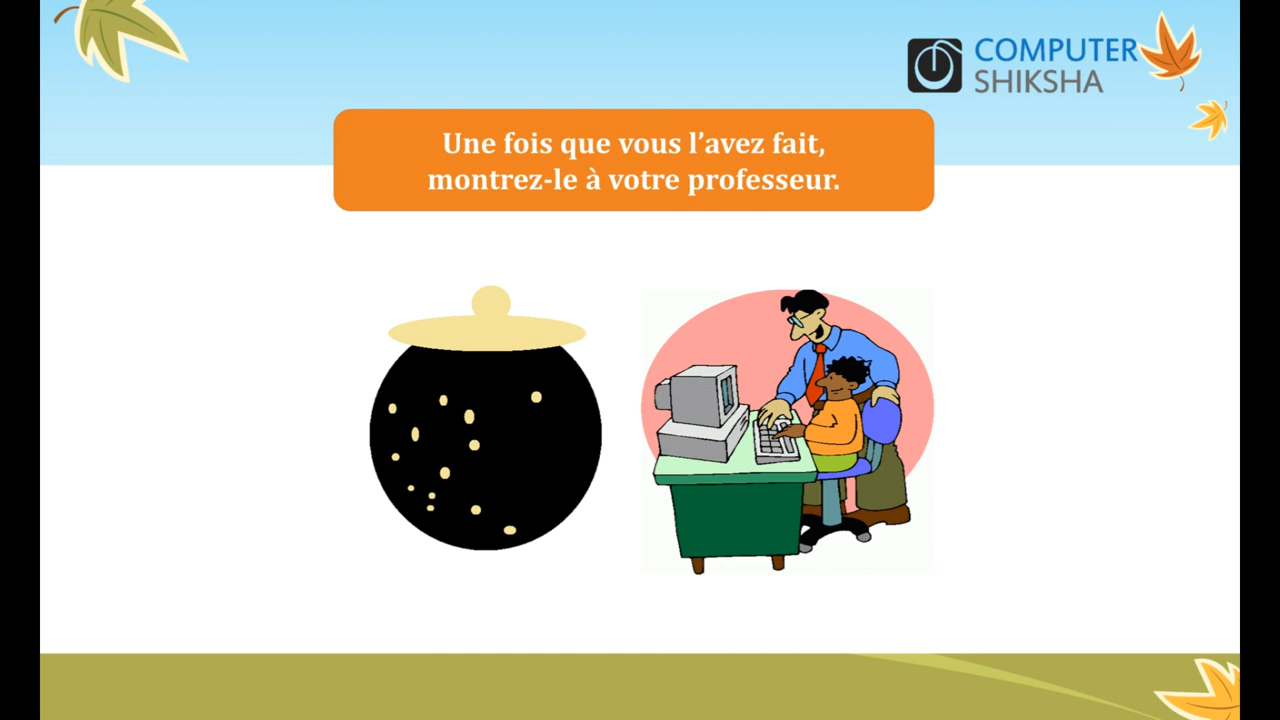 COMPUTER
SHIKSHA
Une fois que vous l’avez fait,
montrez-le à votre professeur.